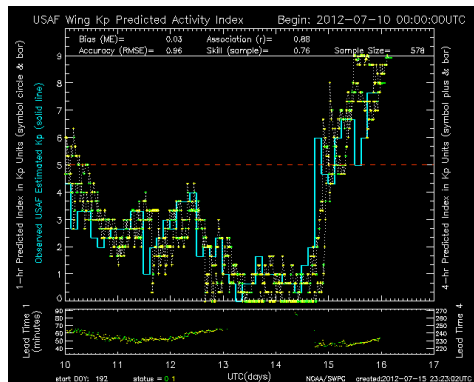 USAF Wing Kp Predicted Activity Index Begin: 2012-07-10 00:00:00UTC
Bias (ME)= 0.03 Association (r)= 0.88
Accuracy (RMSE)= 0.96 Skill (sample)= 0.76 Sample Size= 578
1-hr Predicted Index in Kp Units (symbol circle & bar)
Observed USAF Estimated Kp (solid line)
9
8
7
6
5
4
3
2
1
0
4-hr Predicted Index in Kp Units (symbol plus & bar)
Lead Time 1
(minutes)
90
80
70
60
50
40
270
260
250
240
230
220
Lead Time 4
(minutes)
10 11 12 13 14 15 16 17
UTC(days)
start DOY: 192 status = 0 1 NOAA/SWPC created:2012-07-15 23:23:02UTC